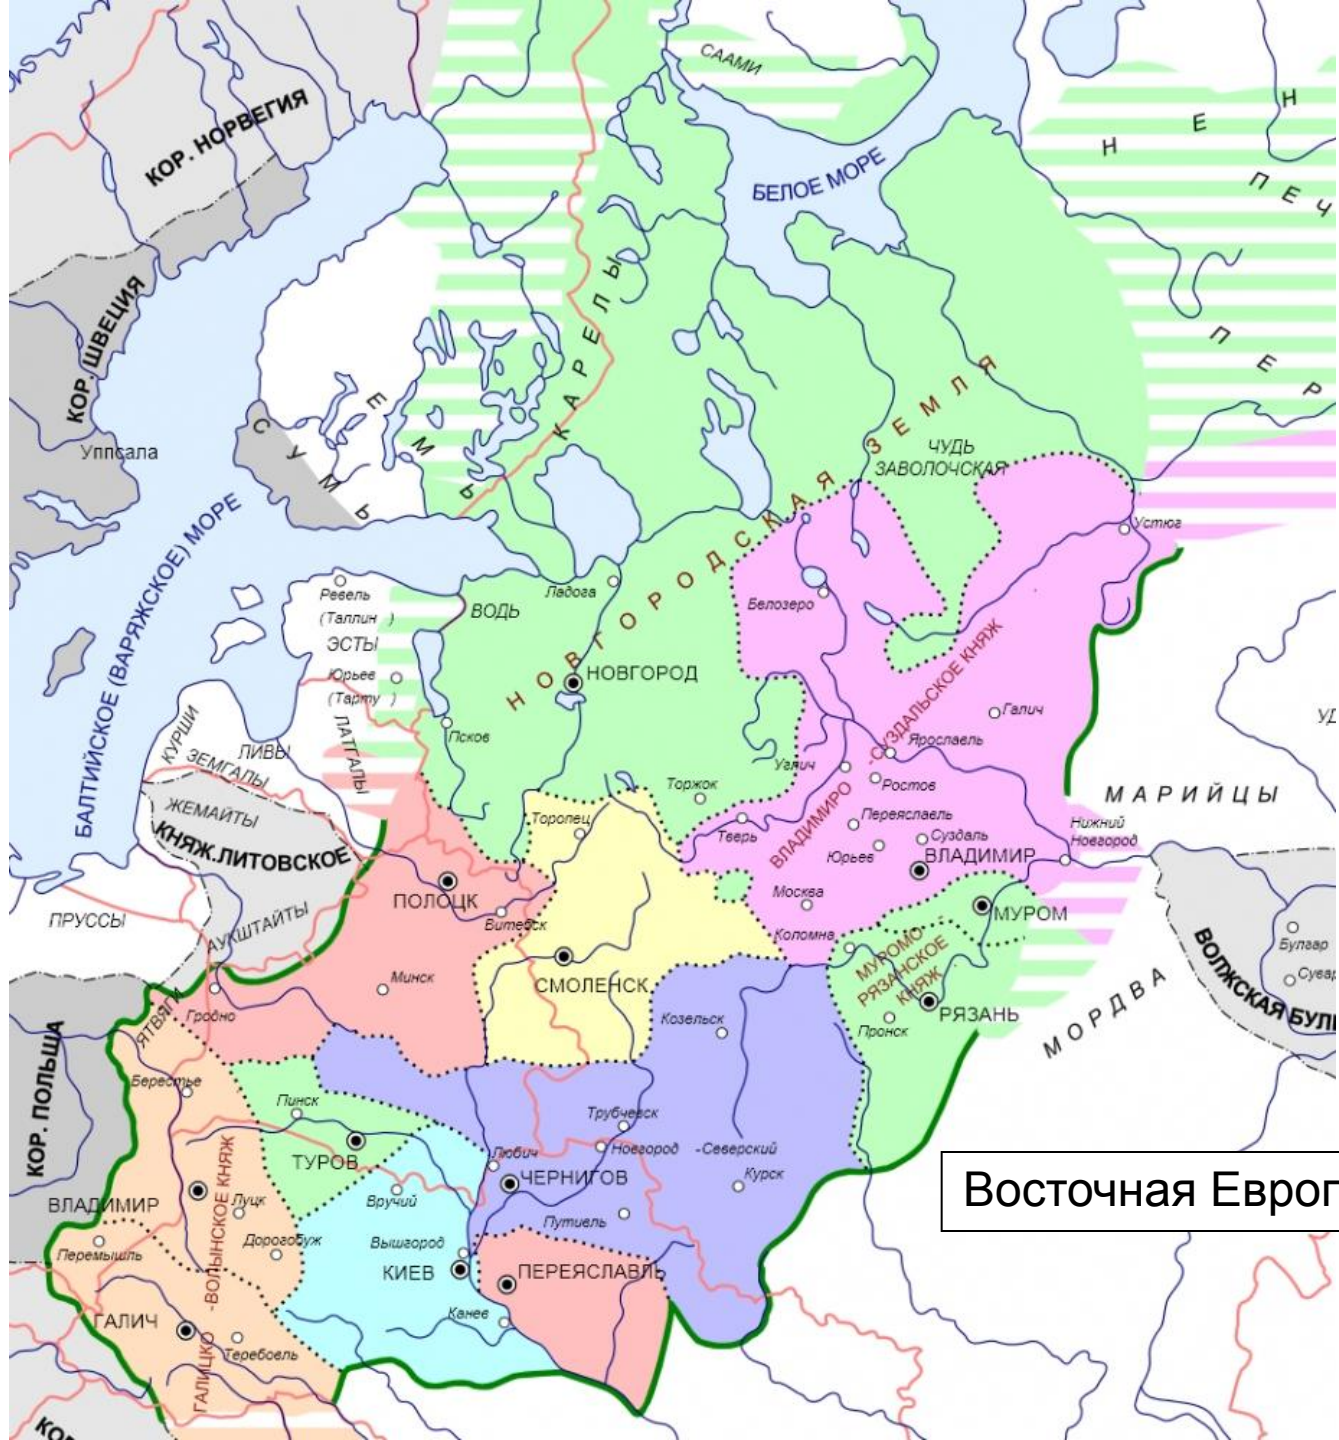 СААМИ
КОР. НОРВЕГИЯ
БЕЛОЕ МОРЕ
Н Е Н
П Е Ч
П Е Р
КОР. ШВЕЦИЯ
КАРЕЛЫ
Уппсала
СУМЬ
ЕМЬ
НОВГОРОДСКАЯ ЗЕМЛЯ
ЧУДЬ
ЗАВОЛОЧСКАЯ
Устюг
БАЛТИЙСКОЕ (ВАРЯЖСКОЕ) МОРЕ
Ревель
(Таллин )
ЭСТЫ
Юрьев
(Тарту )
ВОДЬ
Ладога
Белозеро
НОВГОРОД
Псков
КУРШИ
ЛИВЫ
ЗЕМГАЛЫ
ЛАТГАЛЫ
ЖЕМАЙТЫ
КНЯЖ.ЛИТОВСКОЕ
АУКШТАЙТЫ
ПРУССЫ
Галич
Ярославль
Углич
Ростов
ВЛАДИМИРО -СУЗДАЛЬСКОЕ КНЯЖ
Торжок
Тверь
Переяславль
Суздаль
Юрьев
ВЛАДИМИР
Нижний
Новгород
МАРИЙЦЫ
УД
Торопец
ПОЛОЦК
Витебск
Москва
Коломна
МУРОМ
МУРОМО-
РЯЗАНСКОЕ
КНЯЖ
РЯЗАНЬ
Пронск
МОРДВА
Булгар
Сувар
ВОЛЖСКАЯ БУЛГ
СМОЛЕНСК
Минск
Гродно
ЯТВЯГИ
Козельск
КОР. ПОЛЬША
Берестье
Пинск
ТУРОВ
Трубчевск
Новгород -Северский
Любич
ЧЕРНИГОВ
Курск
Путивль
Вручий
ВЛАДИМИР
Луцк
Дорогобуж
Перемышль
Вышгород
КИЕВ
ПЕРЕЯСЛАВЛЬ
Канев
ГАЛИЧ
Теребовль
ГАЛИЦКО -ВОЛЫНСКОЕ КНЯЖ
КОР
Восточная Европ